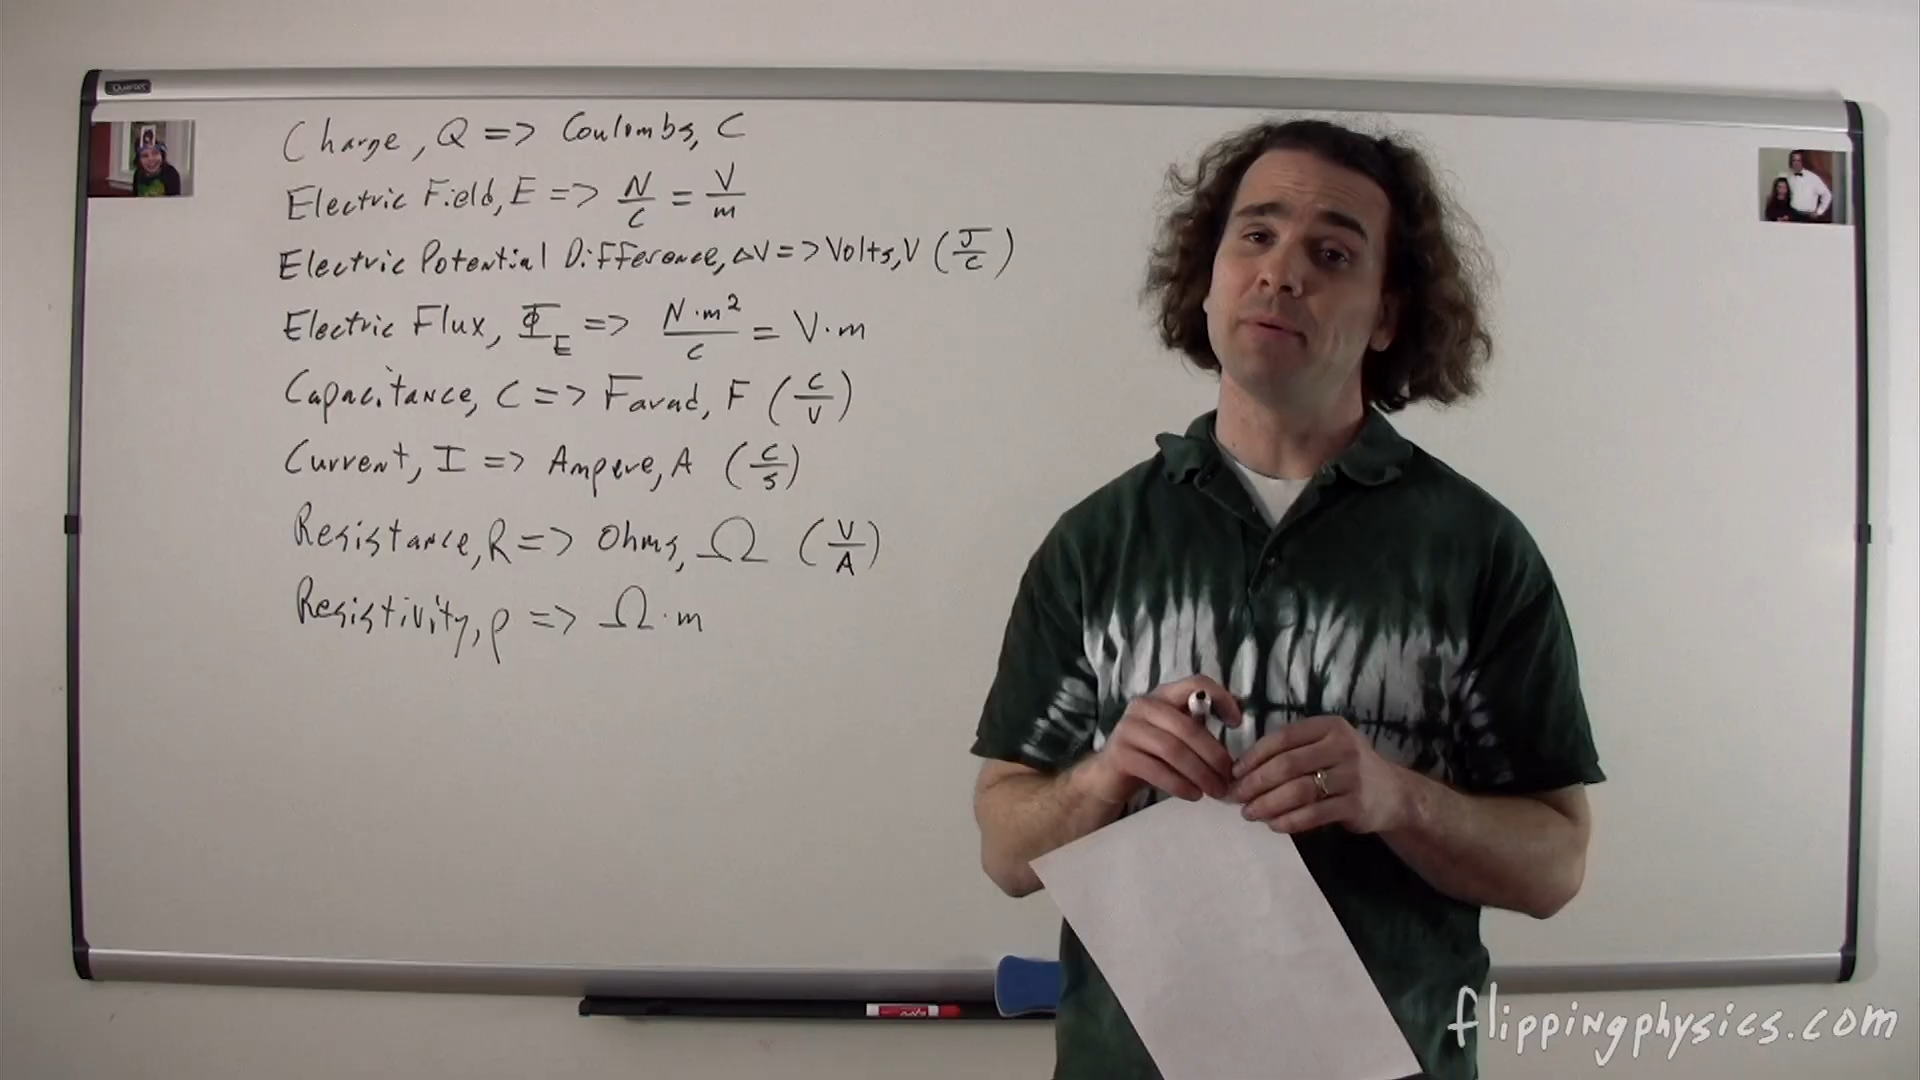 Quartet
Charge, Q => Coulombs, C
Electric Field, E => N/C = V/m
Electric Potential Difference, ΔV => Volts, V (J/C)
Electric Flux, Φ_E => N·m²/C = V·m
Capacitance, C => Farad, F (C/V)
Current, I => Ampere, A (C/s)
Resistance, R => Ohms, Ω (V/A)
Resistivity, ρ => Ω·m
flippingphysics.com